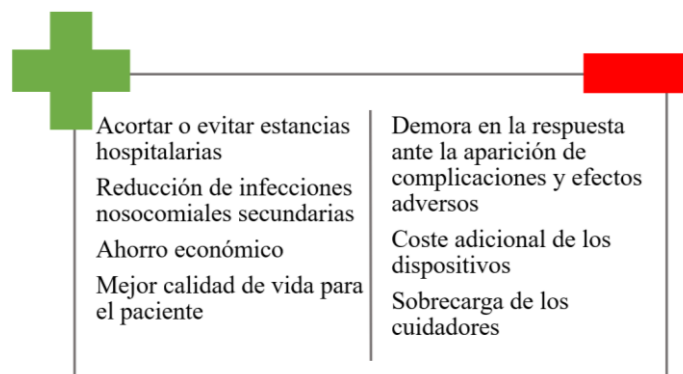 Acortar o evitar estancias
hospitalarias
Reducción de infecciones
nosocomiales secundarias
Ahorro económico
Mejor calidad de vida para
el paciente
Demora en la respuesta
ante la aparición de
complicaciones y efectos
adversos
Coste adicional de los
dispositivos
Sobrecarga de los
cuidadores